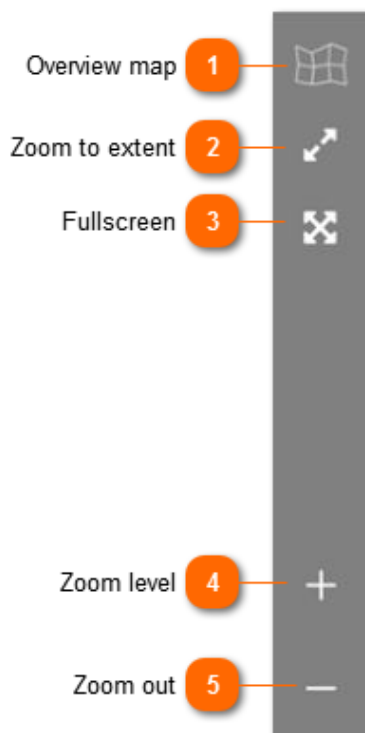 Overview map 1
Zoom to extent 2
Fullscreen 3
Zoom level 4
Zoom out 5